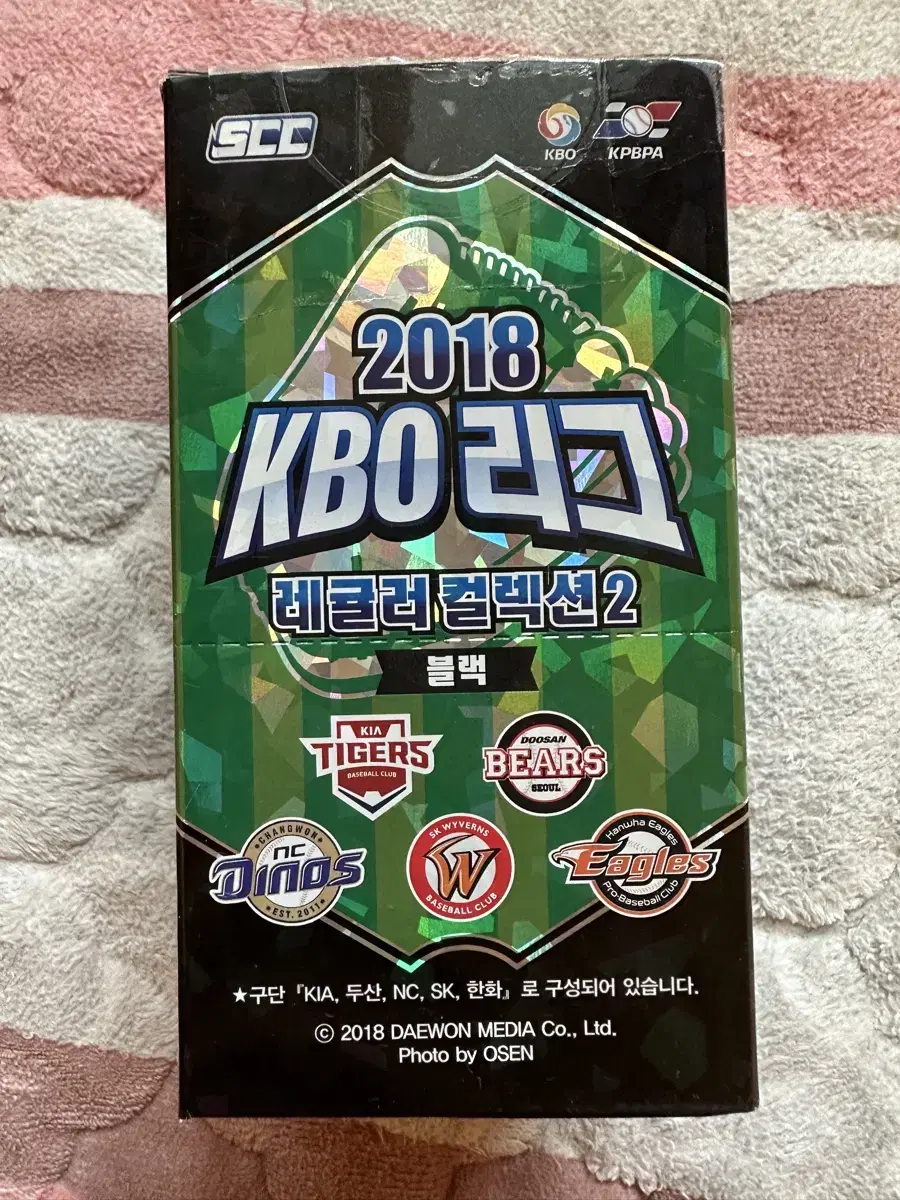 SCC
KBO
KPBPA
2018
KBO 리그
레귤러 컬렉션2
블랙
KIA
TIGERS
BASEBALL CLUB
DOOSAN
BEARS
SEOUL
CHANGWON
NC
DINOS
EST. 2011
SK WYVERNS
W
BASEBALL CLUB
Hanwha Eagles
Eagles
Pro-Baseball Club
★구단 『KIA, 두산, NC, SK, 한화』로 구성되어 있습니다.
ⓒ 2018 DAEWON MEDIA Co., Ltd.
Photo by OSEN